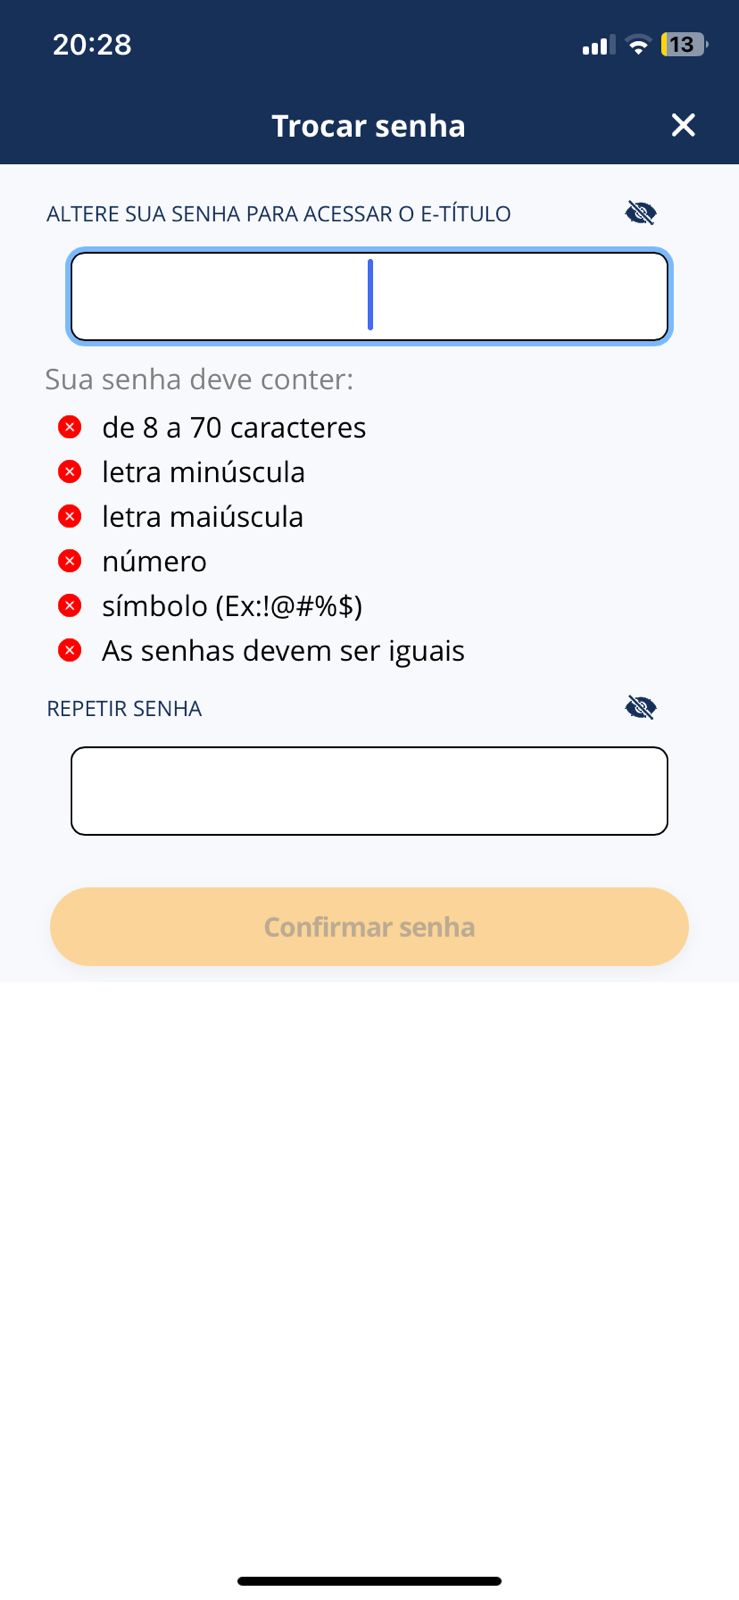 20:28
13
Trocar senha
ALTERE SUA SENHA PARA ACESSAR O E-TÍTULO
Sua senha deve conter:
de 8 a 70 caracteres
letra minúscula
letra maiúscula
número
símbolo (Ex:!@#%$)
As senhas devem ser iguais
REPETIR SENHA
Confirmar senha